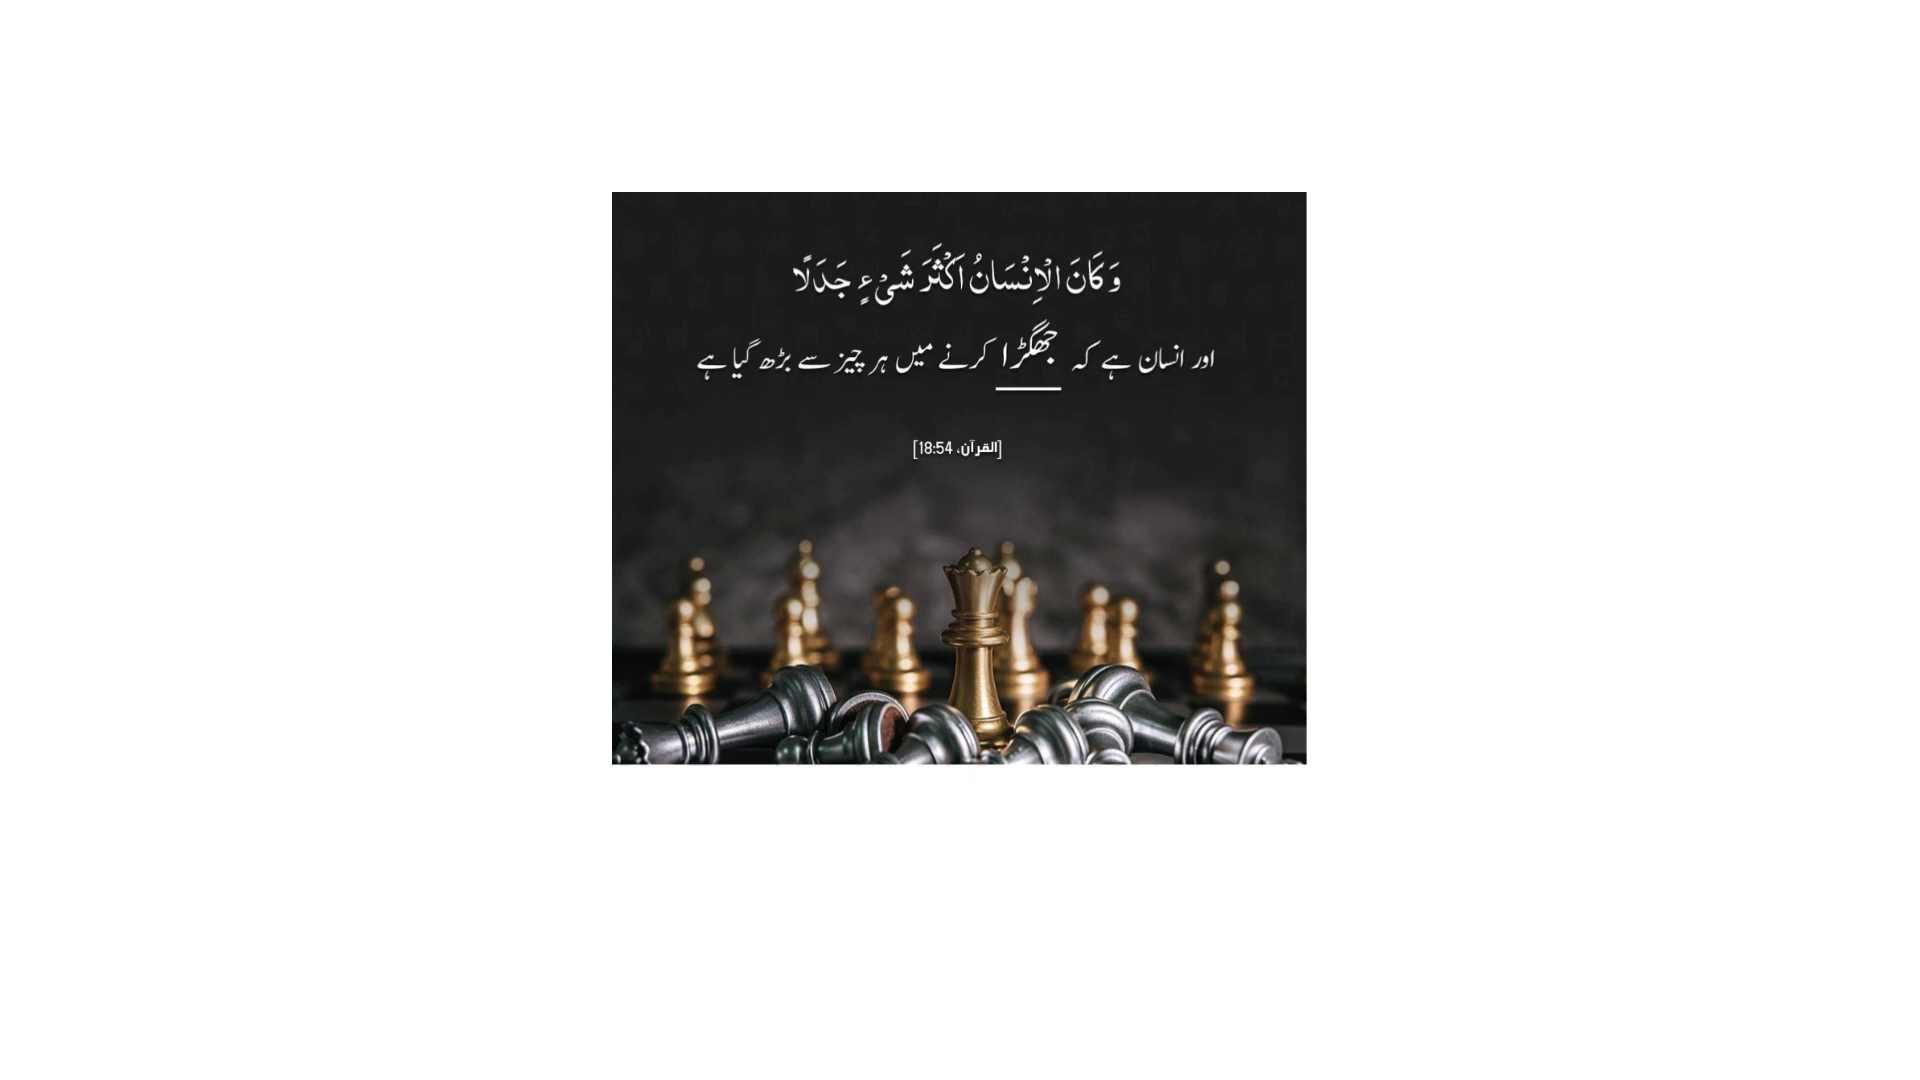 وَكَانَ الْاِنْسَانُ اَكْثَرَ شَیْءٍ جَدَلًا
اور انسان ہے کہ جھگڑا کرنے میں ہر چیز سے بڑھ گیا ہے
[القرآن، 18:54]